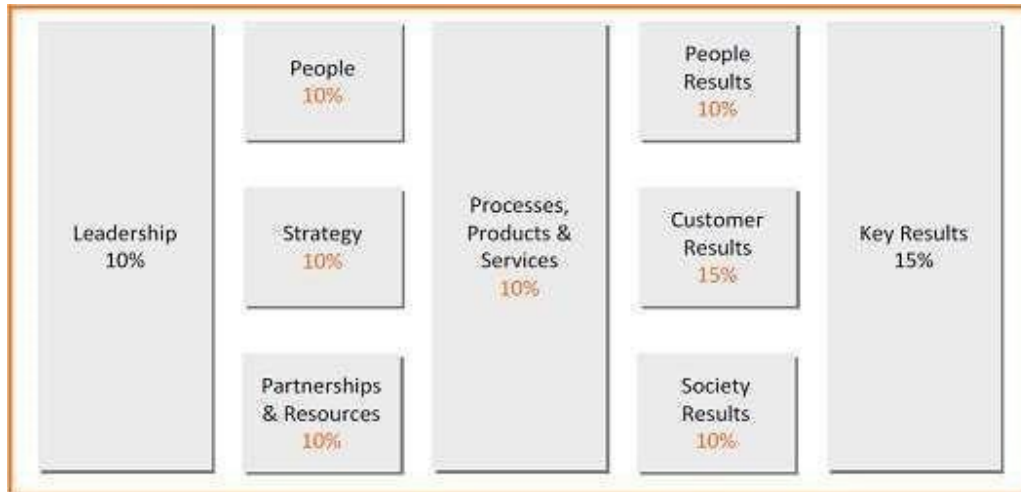 Leadership
10%
People
10%
Strategy
10%
Partnerships
& Resources
10%
Processes,
Products &
Services
10%
People
Results
10%
Customer
Results
15%
Society
Results
10%
Key Results
15%